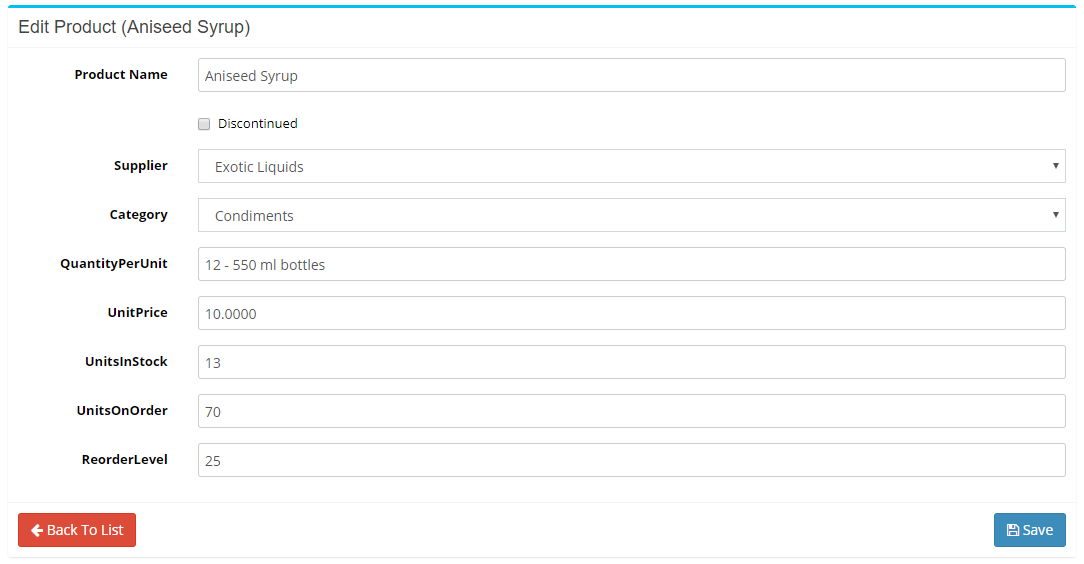 Edit Product (Aniseed Syrup)
Product Name Aniseed Syrup
Discontinued
Supplier Exotic Liquids
Category Condiments
QuantityPerUnit 12 - 550 ml bottles
UnitPrice 10.0000
UnitsInStock 13
UnitsOnOrder 70
ReorderLevel 25
Back To List Save